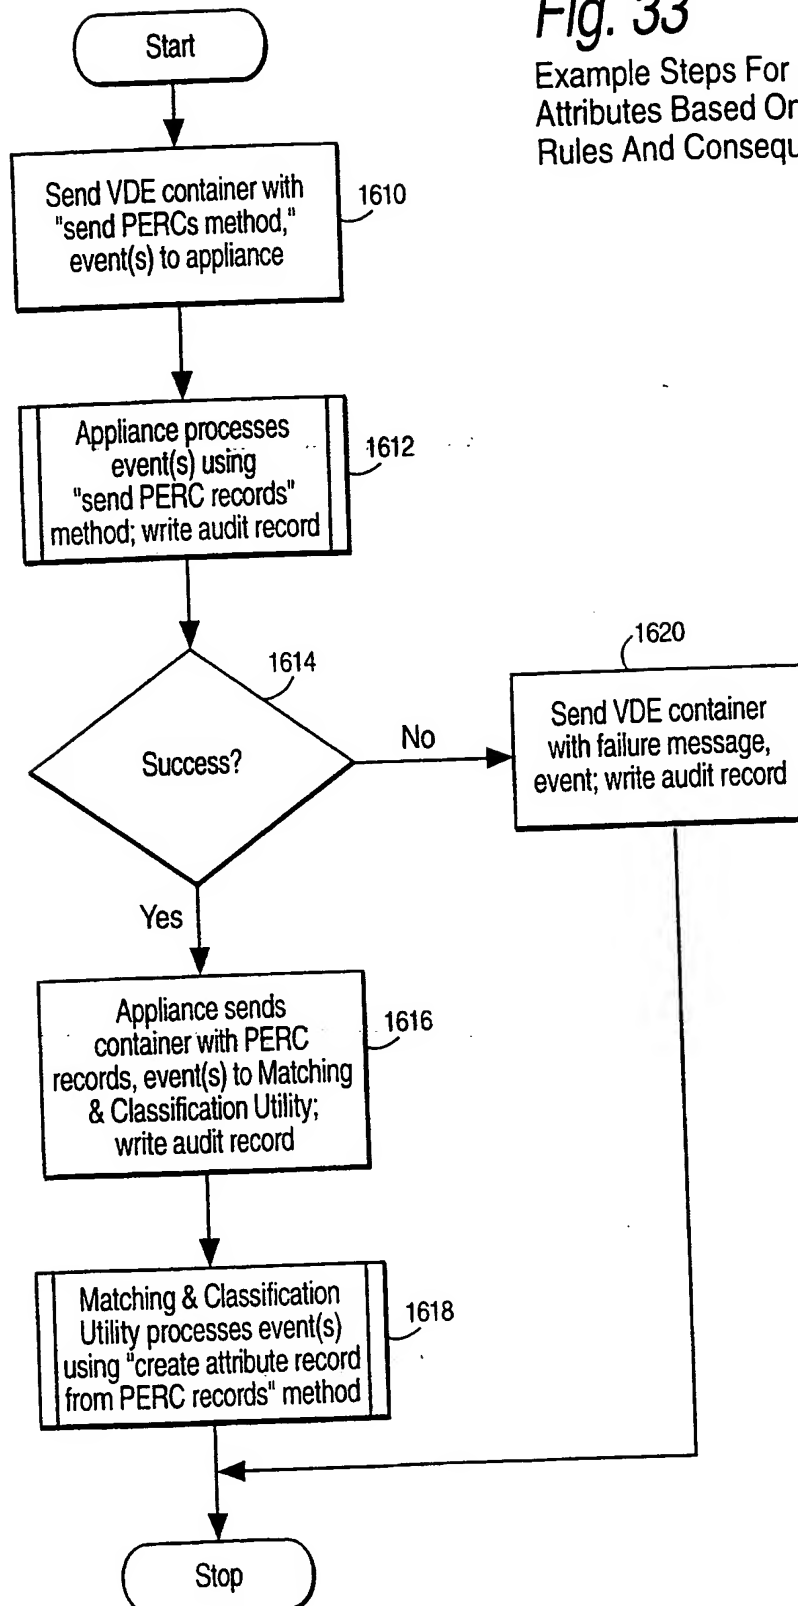 Fig. 33
Example Steps For
Attributes Based On
Rules And Consequ
Start
Send VDE container with
"send PERCs method,"
event(s) to appliance
1610
Appliance processes
event(s) using
"send PERC records"
method; write audit record
1612
Success?
1614
No
1620
Send VDE container
with failure message,
event; write audit record
Yes
Appliance sends
container with PERC
records, event(s) to Matching
& Classification Utility;
write audit record
1616
Matching & Classification
Utility processes event(s)
using "create attribute record
from PERC records" method
1618
Stop